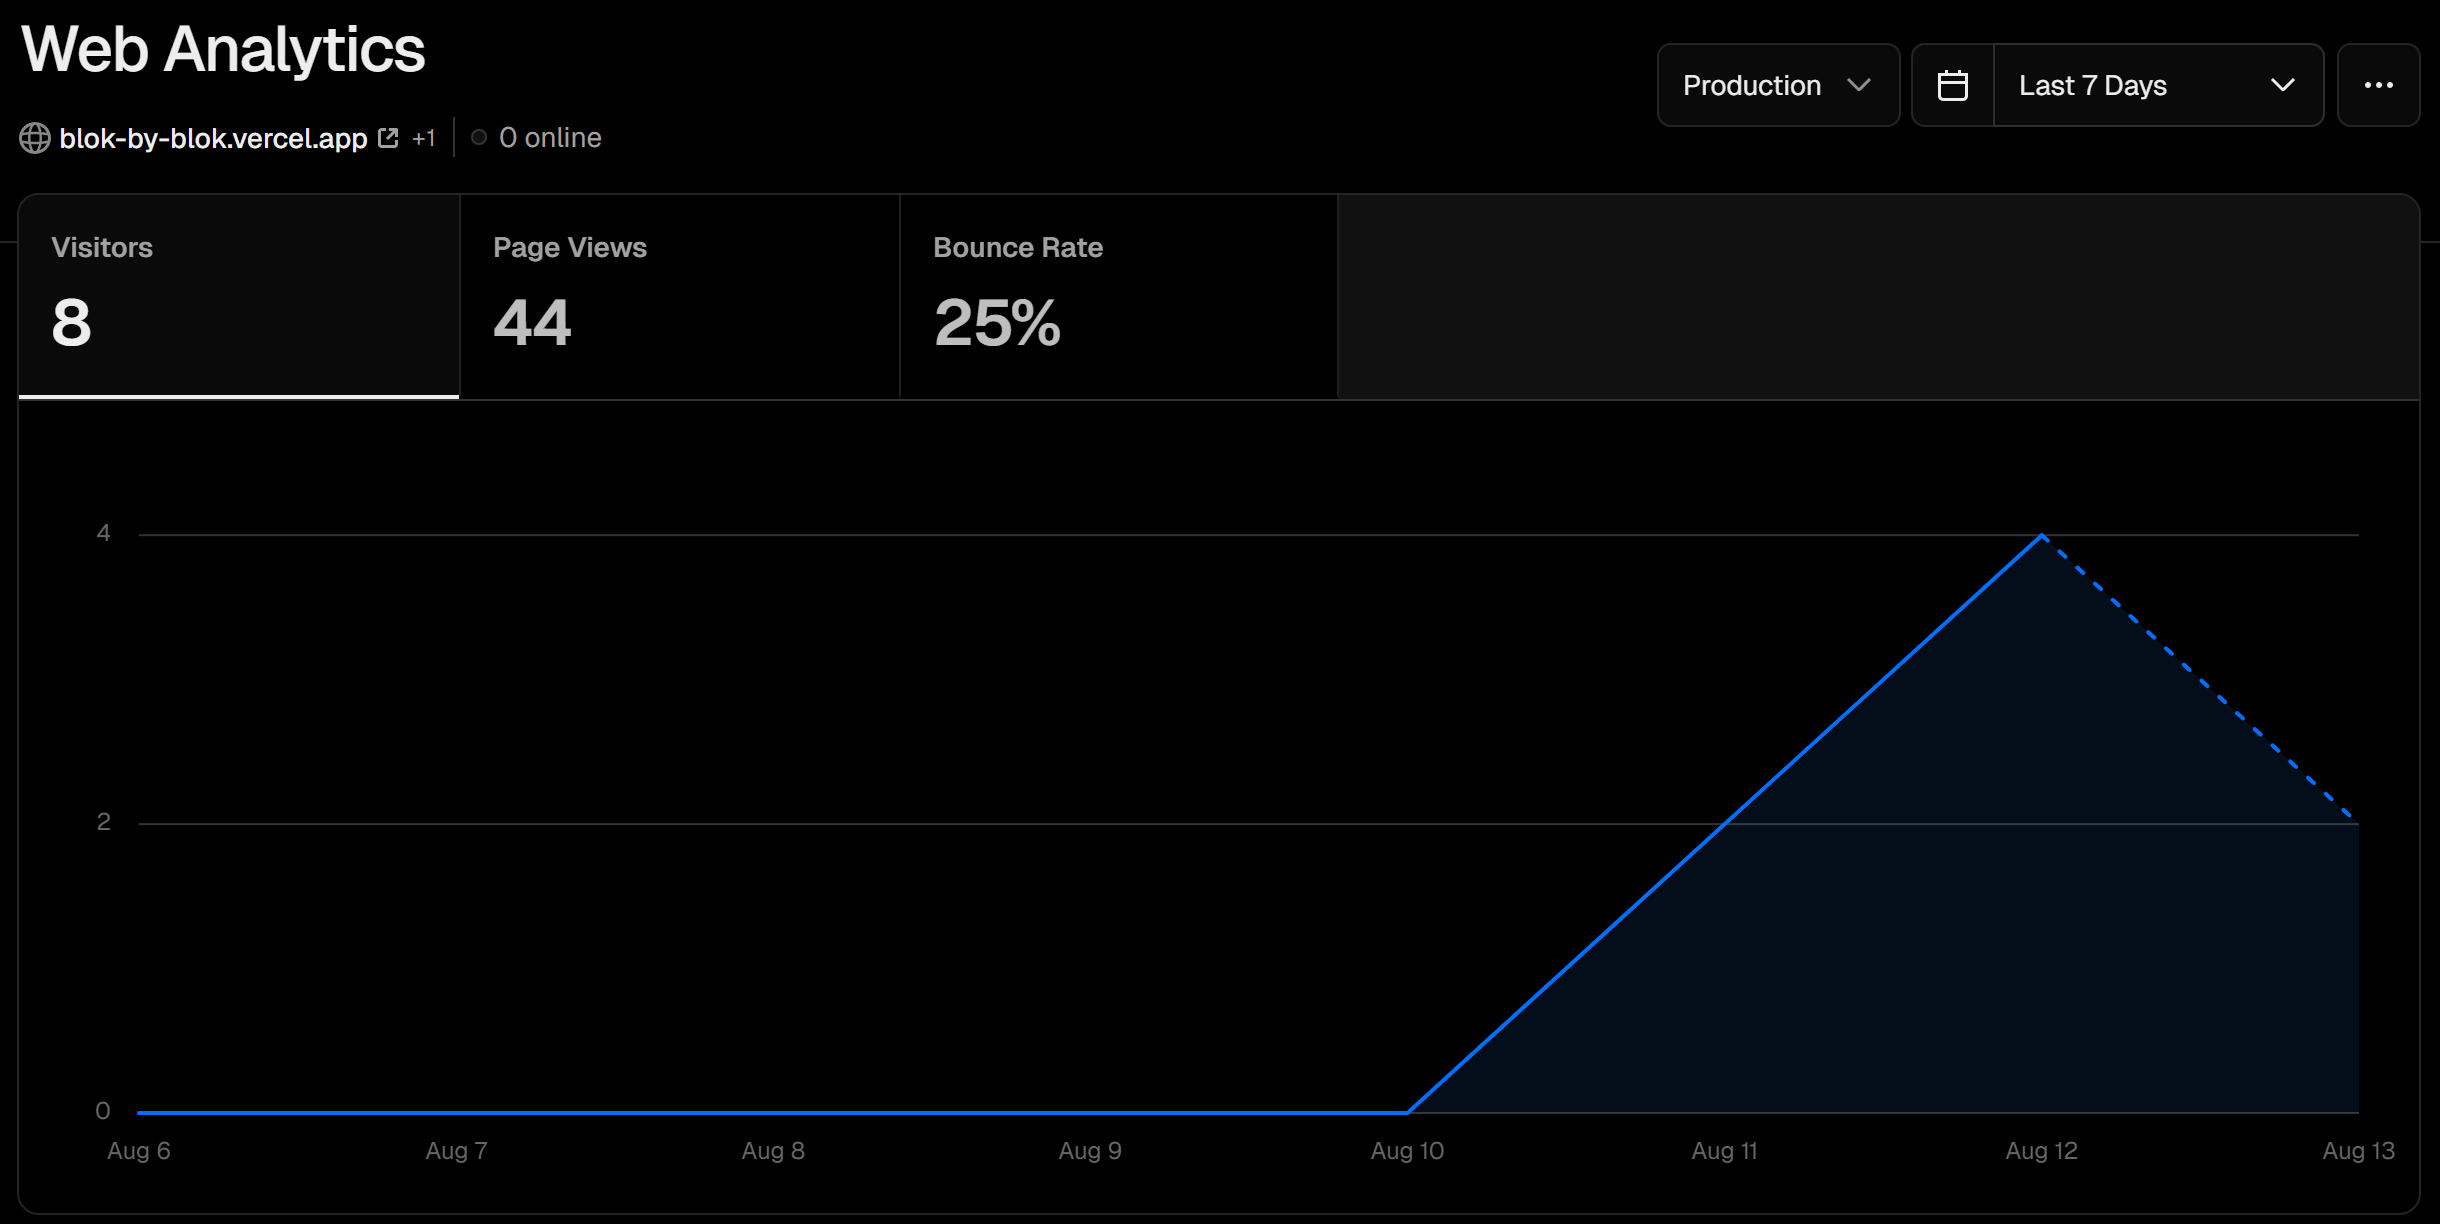 Web Analytics
Production
Last 7 Days
blok-by-blok.vercel.app +1 0 online
Visitors
8
Page Views
44
Bounce Rate
25%
4
2
0
Aug 6 Aug 7 Aug 8 Aug 9 Aug 10 Aug 11 Aug 12 Aug 13